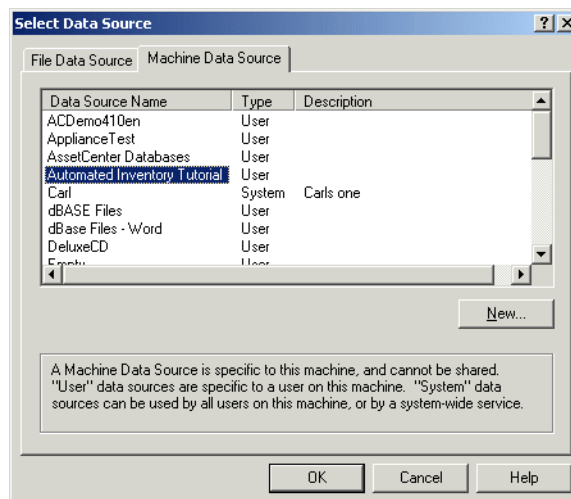 Select Data Source
File Data Source Machine Data Source
Data Source Name Type Description
ACDemo410en User
ApplianceTest User
AssetCenter Databases User
Automated Inventory Tutorial User
Carl System Carls one
dBASE Files User
dBase Files - Word User
DeluxeCD User
Empty User
New...
A Machine Data Source is specific to this machine, and cannot be shared.
"User" data sources are specific to a user on this machine. "System" data
sources can be used by all users on this machine, or by a system-wide service.
OK Cancel Help